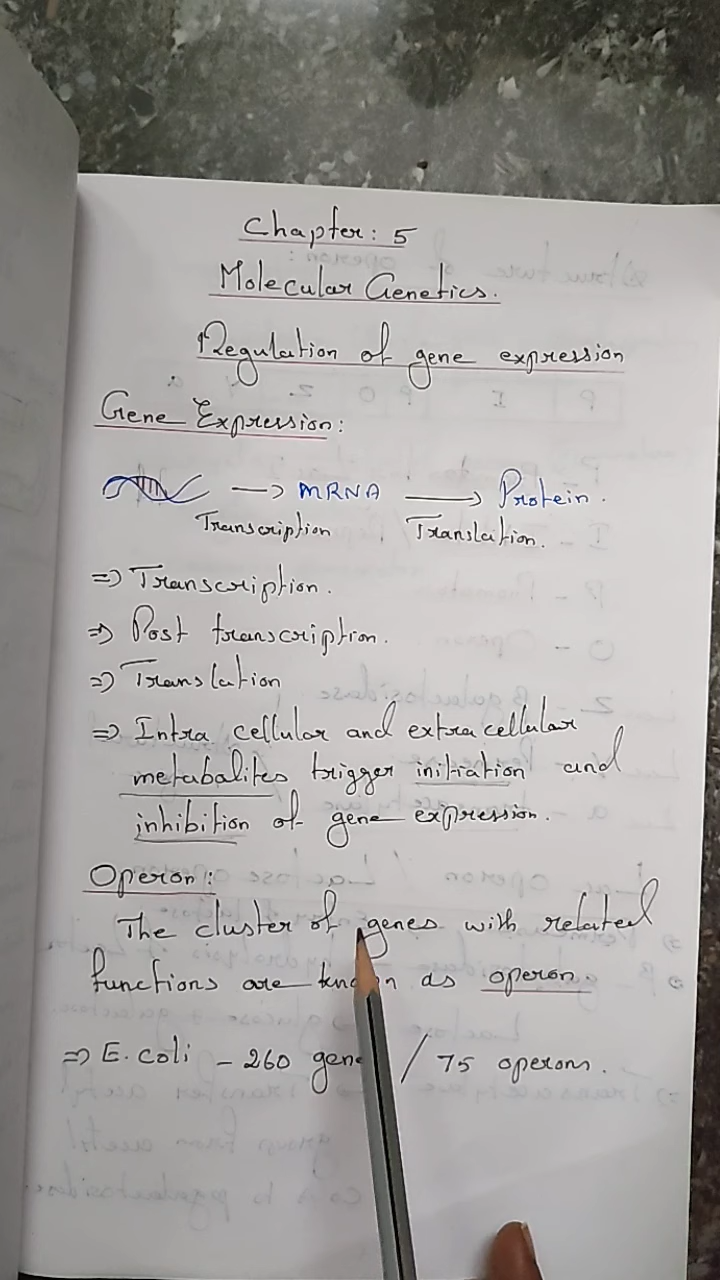 Chapter: 5
Molecular Genetics.
Regulation of gene expression
Gene Expression:
→ mRNA → Protein.
Transcription Translation.
⇒ Transcription.
⇒ Post transcription.
⇒ Translation
⇒ Intra cellular and extra cellular
metabalites trigger initiation and
inhibition of gene expression.
Operon:
The cluster of genes with related
functions are known as operon.
⇒ E. coli - 260 gene / 75 operons.